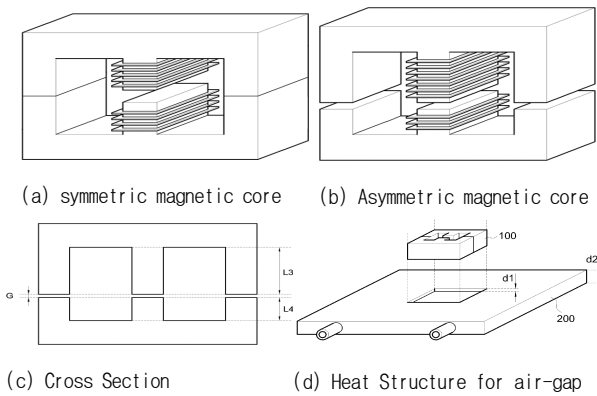 (a) symmetric magnetic core
(b) Asymmetric magnetic core
G
L3
L4
100
d1
d2
200
(c) Cross Section
(d) Heat Structure for air-gap